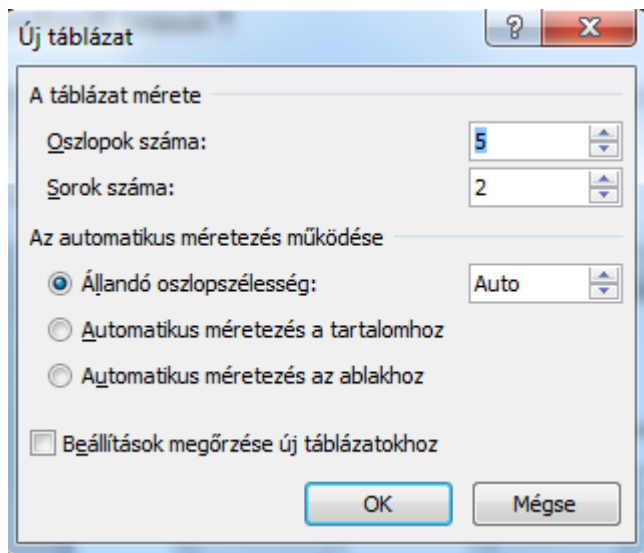 Új táblázat
A táblázat mérete
Oszlopok száma: 5
Sorok száma: 2
Az automatikus méretezés működése
Állandó oszlopszélesség: Auto
Automatikus méretezés a tartalomhoz
Automatikus méretezés az ablakhoz
Beállítások megőrzése új táblázatokhoz
OK Mégse